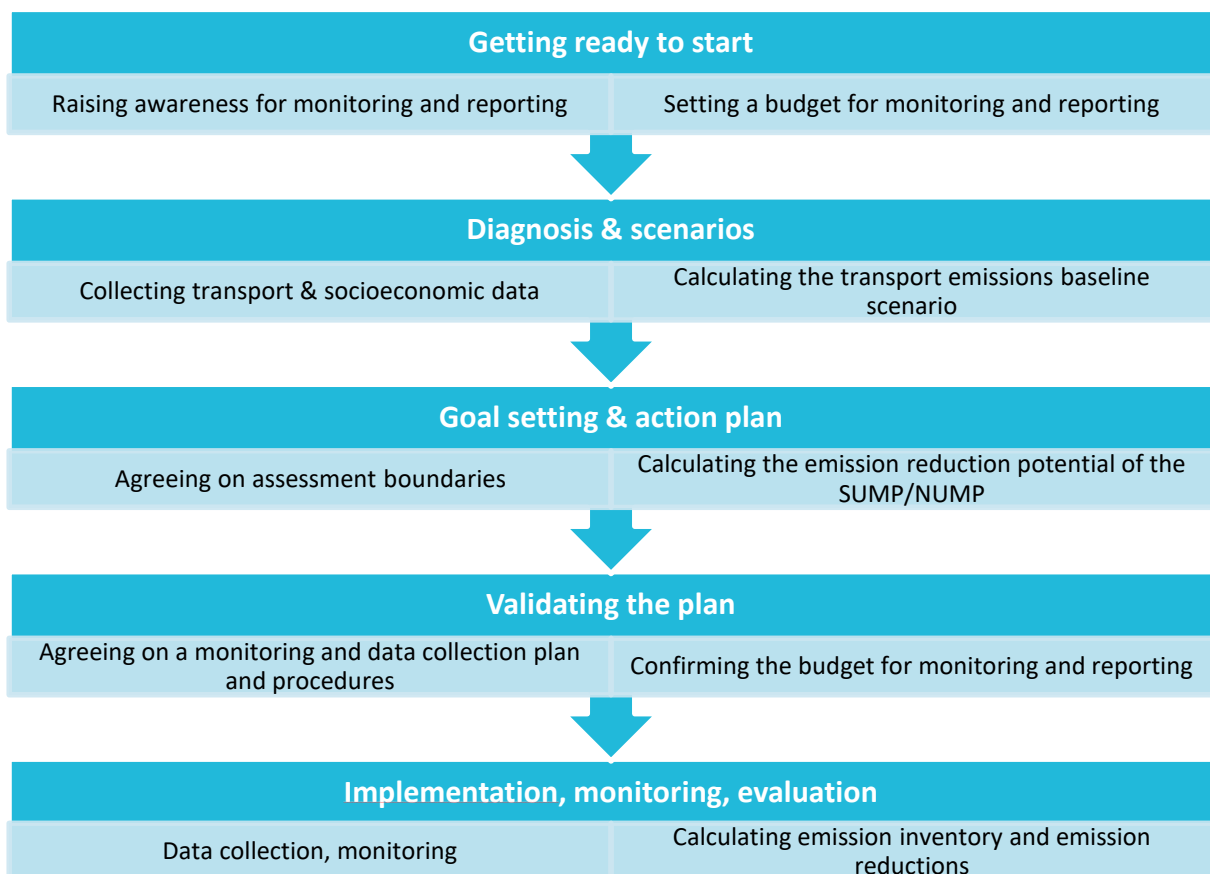 Getting ready to start
Raising awareness for monitoring and reporting
Setting a budget for monitoring and reporting
Diagnosis & scenarios
Collecting transport & socioeconomic data
Calculating the transport emissions baseline
scenario
Goal setting & action plan
Agreeing on assessment boundaries
Calculating the emission reduction potential of the
SUMP/NUMP
Validating the plan
Agreeing on a monitoring and data collection plan
and procedures
Confirming the budget for monitoring and reporting
Implementation, monitoring, evaluation
Data collection, monitoring
Calculating emission inventory and emission
reductions